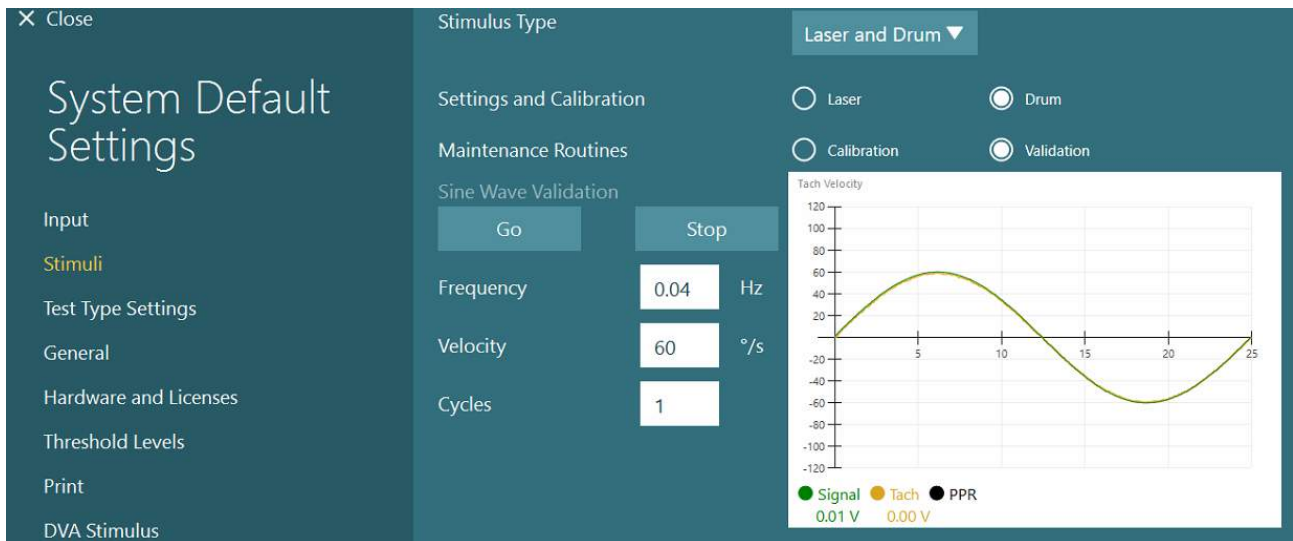 Close
System Default
Settings
Input
Stimuli
Test Type Settings
General
Hardware and Licenses
Threshold Levels
Print
DVA Stimulus
Stimulus Type
Laser and Drum
Settings and Calibration
Laser Drum
Maintenance Routines
Calibration Validation
Sine Wave Validation
Go Stop
Frequency 0.04 Hz
Velocity 60 °/s
Cycles 1
Tach Velocity
120
100
80
60
40
20
-20
-40
-60
-80
-100
-120
5 10 15 20 25
Signal Tach PPR
0.01 V 0.00 V